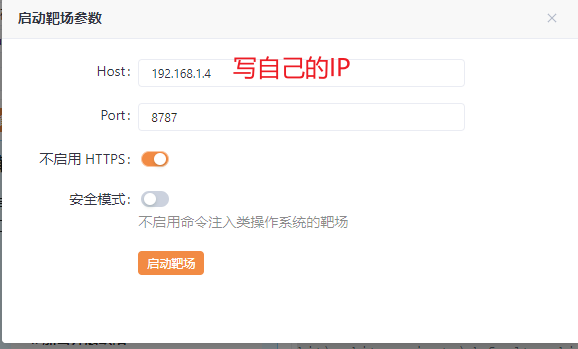 启动靶场参数
Host: 192.168.1.4 写自己的IP
Port: 8787
不启用 HTTPS:
安全模式:
不启用命令注入类操作系统的靶场
启动靶场